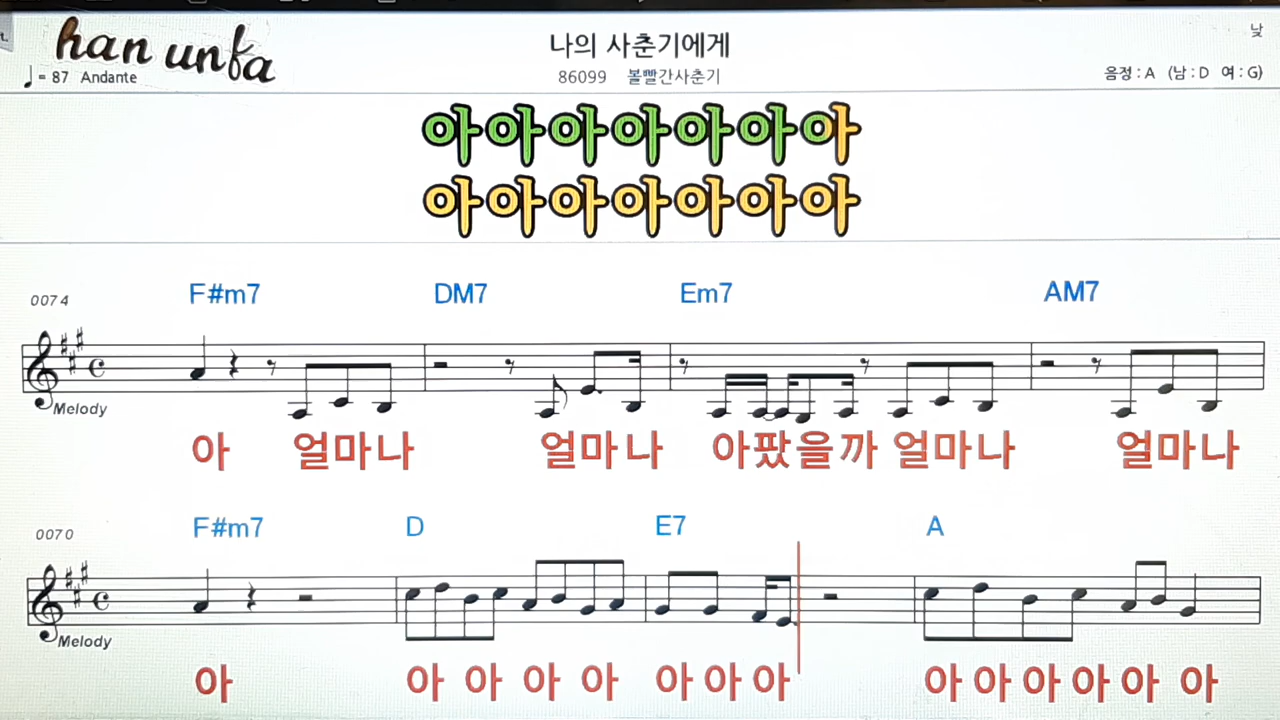 han unfa
나의 사춘기에게
낮
♩= 87 Andante
86099 볼빨간사춘기
음정 : A (남 : D 여 : G)
아아아아아아아
아아아아아아아
0074 F#m7 DM7 Em7 AM7
Melody
아 얼마나 얼마나 아팠을까 얼마나 얼마나
0070 F#m7 D E7 A
Melody
아 아 아 아 아 아 아 아 아 아 아 아 아 아